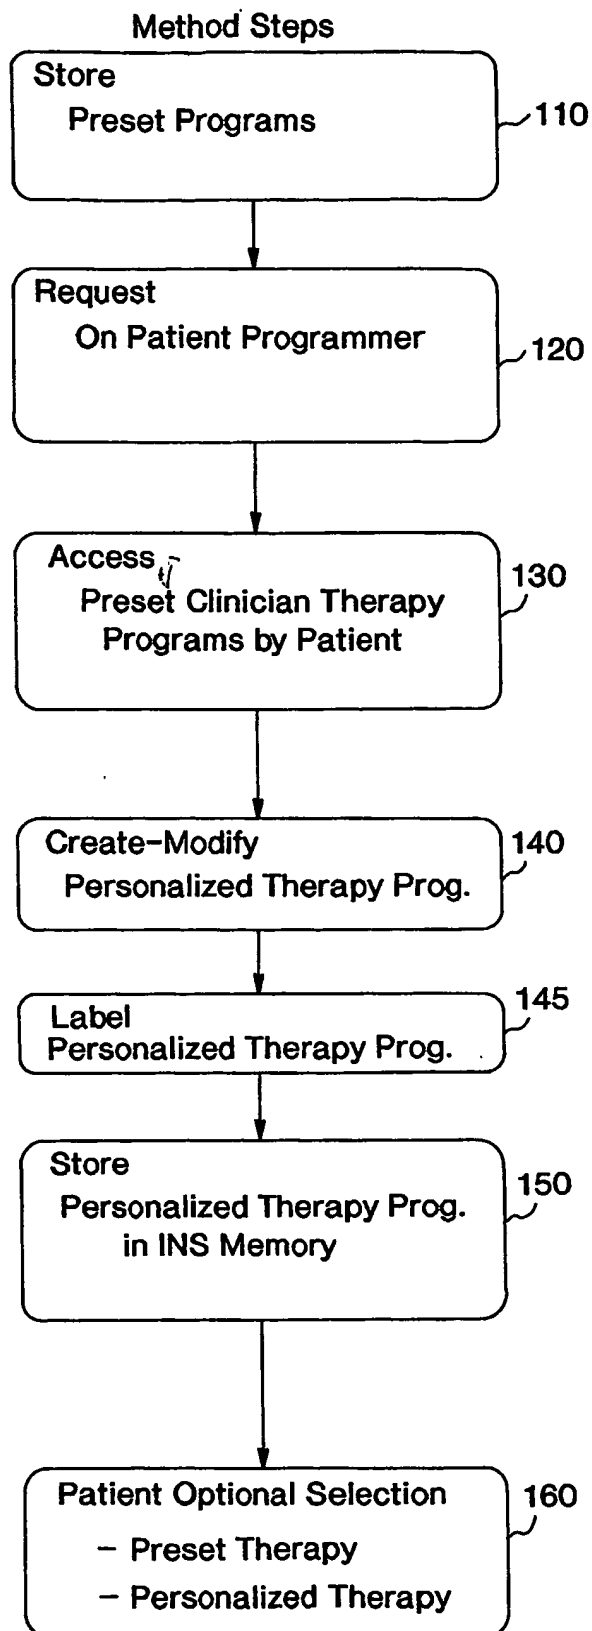 Method Steps
Store
Preset Programs
110
Request
On Patient Programmer
120
Access
Preset Clinician Therapy
Programs by Patient
130
Create-Modify
Personalized Therapy Prog.
140
Label
Personalized Therapy Prog.
145
Store
Personalized Therapy Prog.
in INS Memory
150
Patient Optional Selection
- Preset Therapy
- Personalized Therapy
160